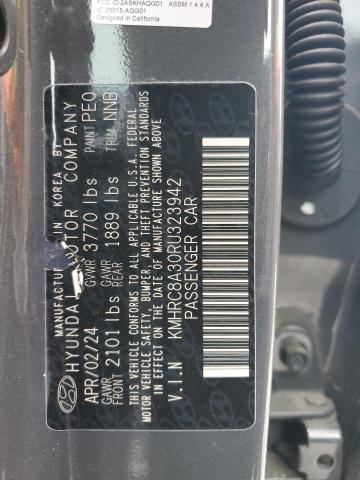 FCC ID:2ASKHAQG01 ASSM:1.4.4.A
IC:25015-AQG01
Designed in California
MANUFACTURED IN KOREA BY
HYUNDAI MOTOR COMPANY
APR/02/24 GVWR 3770 lbs PAINT PEO
GAWR FRONT 2101 lbs GAWR REAR 1889 lbs TRIM NNB
THIS VEHICLE CONFORMS TO ALL APPLICABLE U.S.A. FEDERAL
MOTOR VEHICLE SAFETY, BUMPER, AND THEFT PREVENTION STANDARDS
IN EFFECT ON THE DATE OF MANUFACTURE SHOWN ABOVE.
V.I.N KMHRC8A30RU323942
PASSENGER CAR